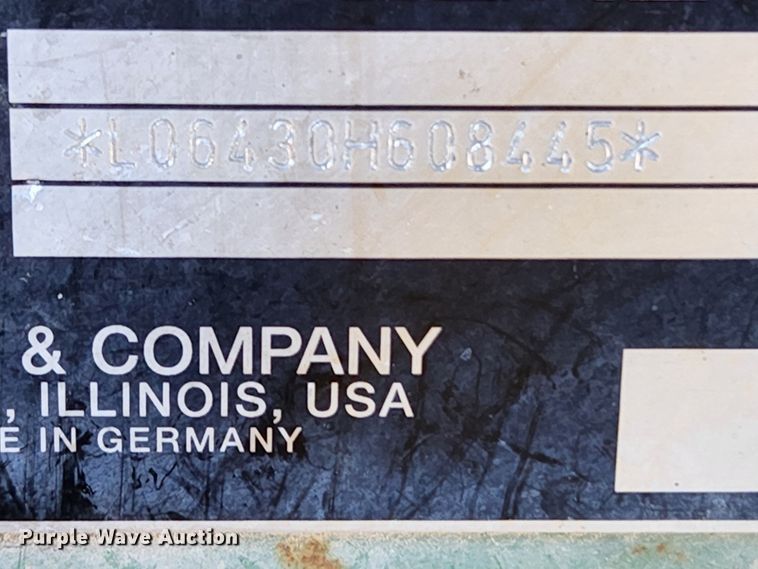 *L06430H608445*
& COMPANY
, ILLINOIS, USA
E IN GERMANY
Purple Wave Auction